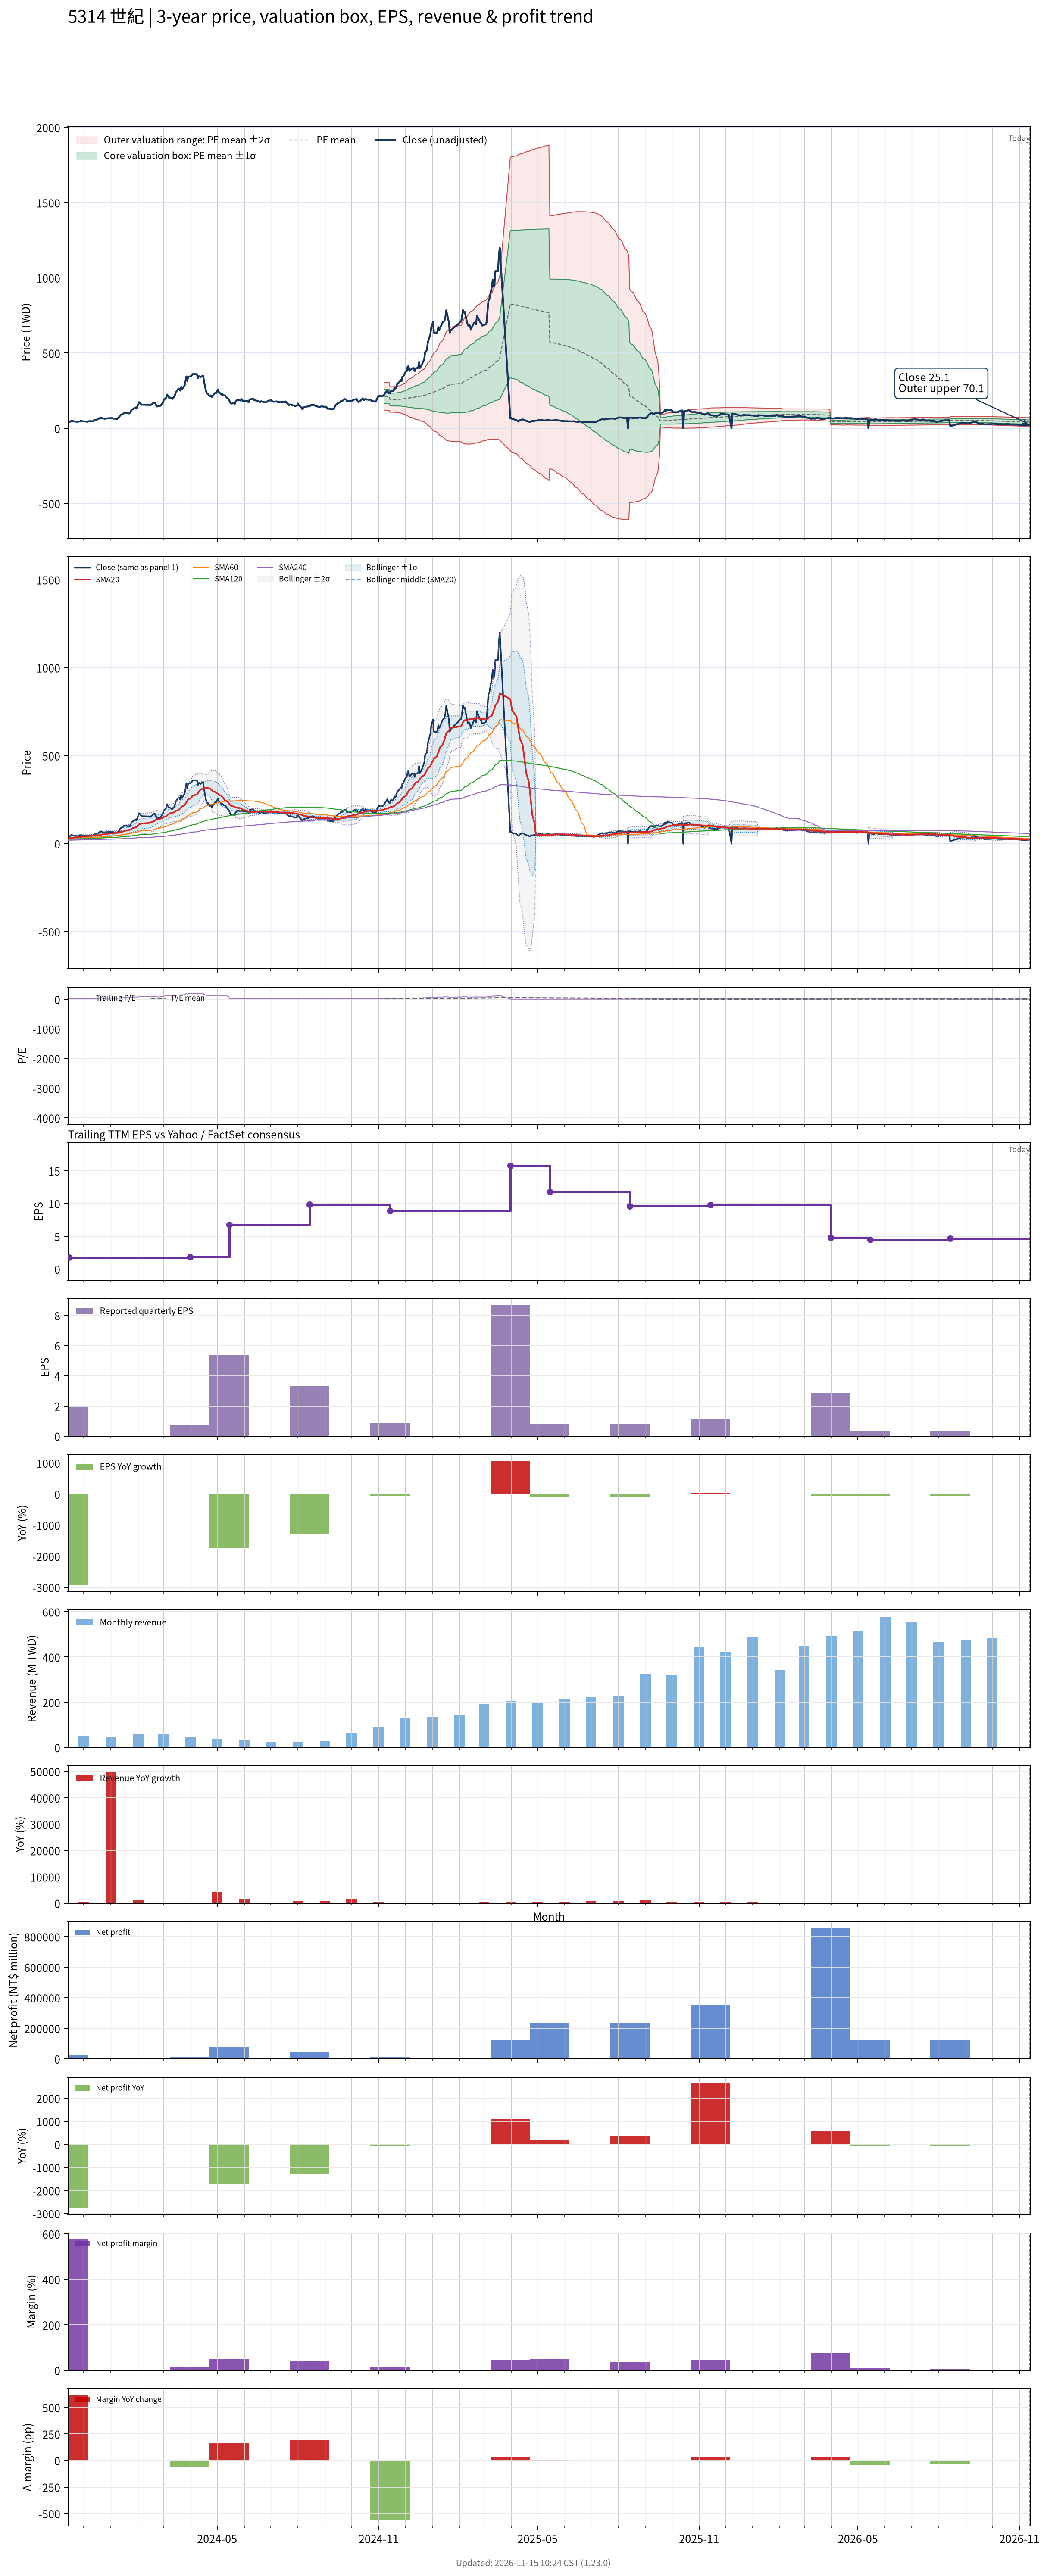 5314 世紀 | 3-year price, valuation box, EPS, revenue & profit trend
Outer valuation range: PE mean ±2σ
PE mean
Close (unadjusted)
Core valuation box: PE mean ±1σ
Today
2000
1500
1000
500
0
-500
Price (TWD)
Close 25.1
Outer upper 70.1
Close (same as panel 1)
SMA60
SMA240
Bollinger ±1σ
SMA20
SMA120
Bollinger ±2σ
Bollinger middle (SMA20)
1500
1000
500
0
-500
Price
Trailing P/E
P/E mean
0
-1000
-2000
-3000
-4000
P/E
Trailing TTM EPS vs Yahoo / FactSet consensus
Today
15
10
5
0
EPS
Reported quarterly EPS
8
6
4
2
0
EPS
EPS YoY growth
1000
0
-1000
-2000
-3000
YoY (%)
Monthly revenue
600
400
200
0
Revenue (M TWD)
Revenue YoY growth
50000
40000
30000
20000
10000
0
YoY (%)
Month
Net profit
800000
600000
400000
200000
0
Net profit (NT$ million)
Net profit YoY
2000
1000
0
-1000
-2000
-3000
YoY (%)
Net profit margin
600
400
200
0
Margin (%)
Margin YoY change
500
250
0
-250
-500
Δ margin (pp)
2024-05
2024-11
2025-05
2025-11
2026-05
2026-11
Updated: 2026-11-15 10:24 CST (1.23.0)